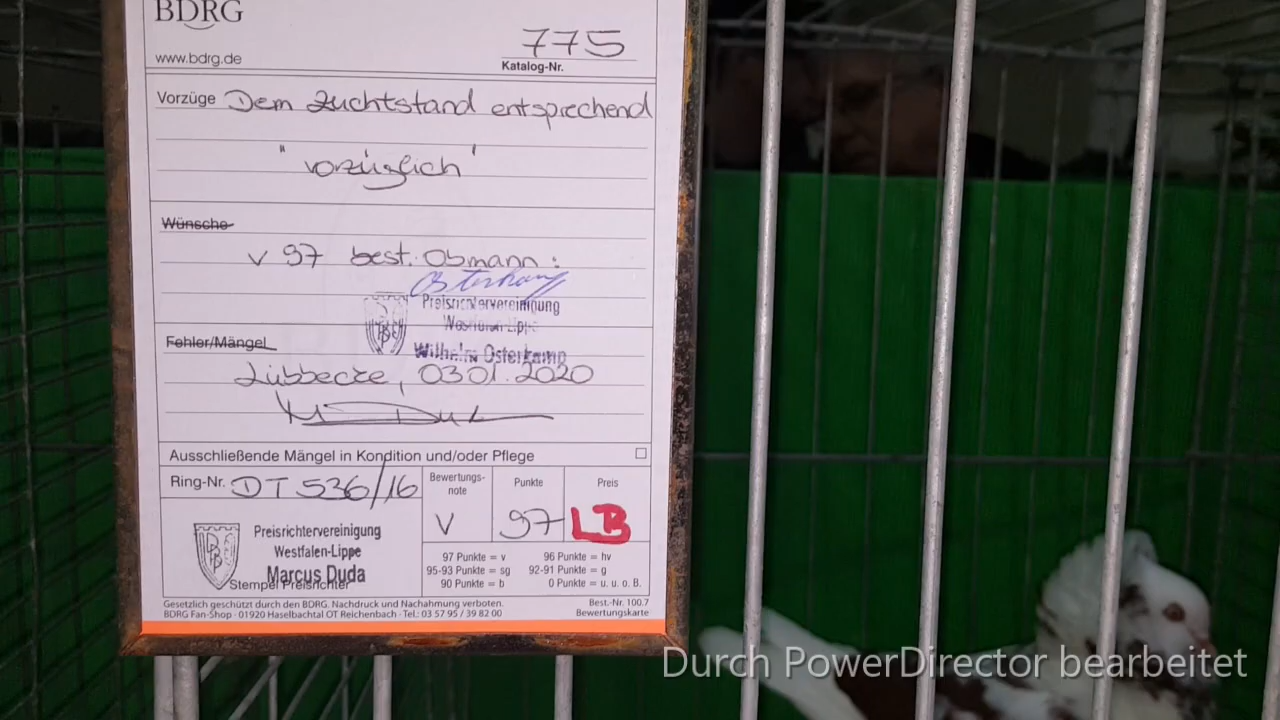 BDRG
www.bdrg.de
775
Katalog-Nr.
Vorzüge Dem Zuchtstand entsprechend
"vorzüglich"
Wünsche
v 97 best. Obmann:
Osterkamp
Preisrichtervereinigung
Westfalen-Lippe
Wilhelm Osterkamp
Fehler/Mängel
Lübbecke, 03.01.2020
Ausschließende Mängel in Kondition und/oder Pflege
Ring-Nr. DT 536/16
Bewertungs-
note
Punkte
Preis
V 97 LB
Preisrichtervereinigung
Westfalen-Lippe
Marcus Duda
Stempel Preisrichter
97 Punkte = v 96 Punkte = hv
95-93 Punkte = sg 92-91 Punkte = g
90 Punkte = b 0 Punkte = u. u. o. B.
Gesetzlich geschützt durch den BDRG. Nachdruck und Nachahmung verboten.
BDRG Fan-Shop · 01920 Haselbachtal OT Reichenbach · Tel.: 03 57 95 / 39 82 00
Best.-Nr. 100.7
Bewertungskarte
Durch PowerDirector bearbeitet